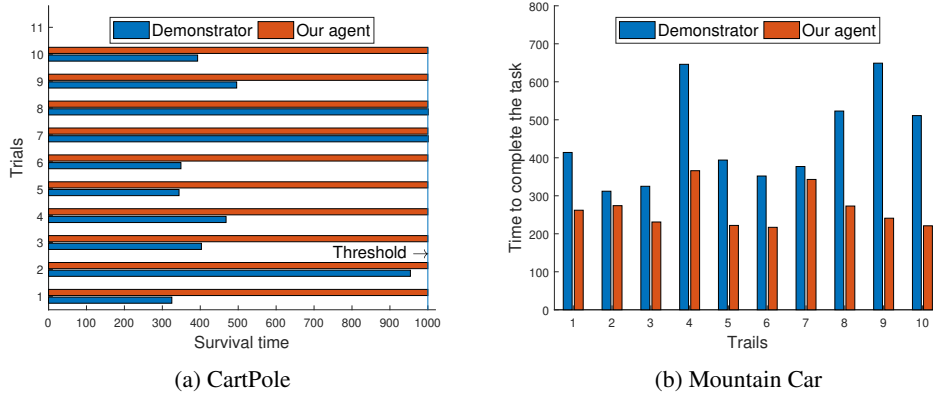 Demonstrator
Our agent
11
10
9
8
7
6
5
4
3
2
1
Trials
Threshold
0 100 200 300 400 500 600 700 800 900 1000
Survival time
(a) CartPole
Demonstrator
Our agent
800
700
600
500
400
300
200
100
0
Time to complete the task
1 2 3 4 5 6 7 8 9 10
Trails
(b) Mountain Car